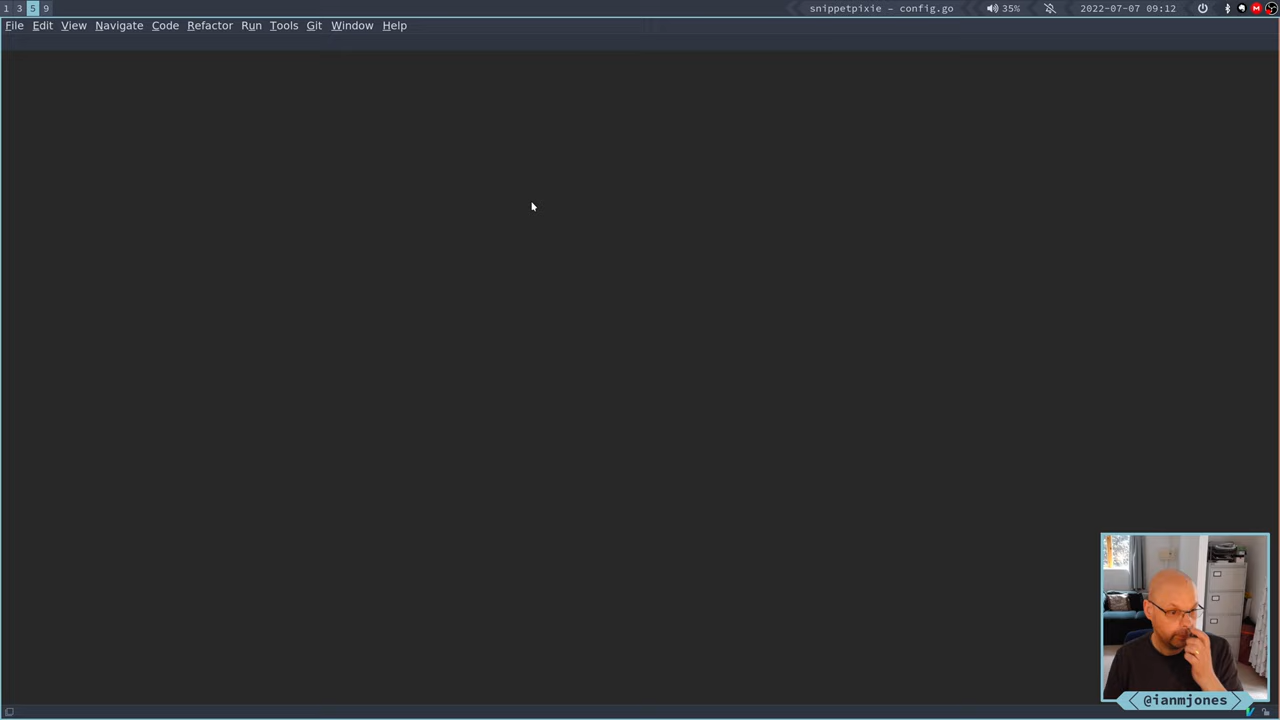 1 3 5 9
snippetpixie – config.go
35%
2022-07-07 09:12
M
File Edit View Navigate Code Refactor Run Tools Git Window Help
@ianmjones